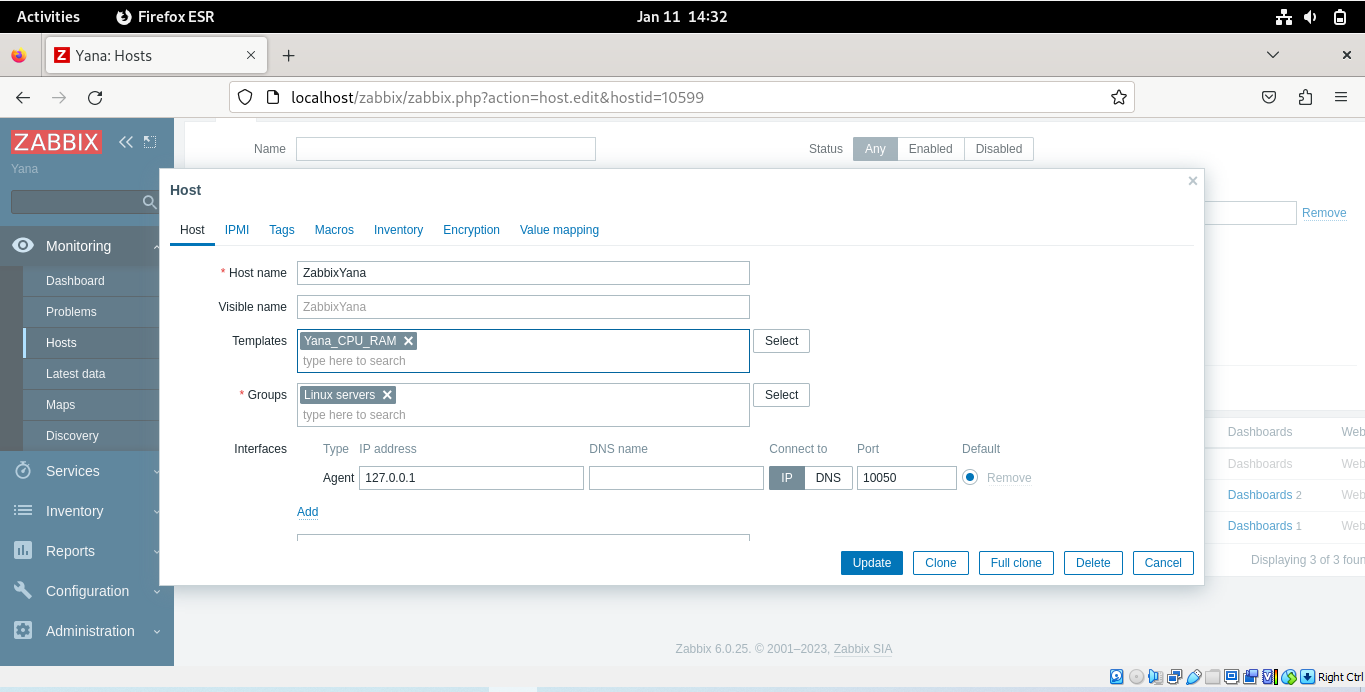 Activities Firefox ESR Jan 11 14:32
Z Yana: Hosts
localhost/zabbix/zabbix.php?action=host.edit&hostid=10599
ZABBIX
Yana
Name Status Any Enabled Disabled
Remove
Monitoring
Dashboard
Problems
Hosts
Latest data
Maps
Discovery
Services
Inventory
Reports
Configuration
Administration
Host
Host IPMI Tags Macros Inventory Encryption Value mapping
* Host name ZabbixYana
Visible name ZabbixYana
Templates Yana_CPU_RAM Select
type here to search
* Groups Linux servers Select
type here to search
Interfaces Type IP address DNS name Connect to Port Default
Agent 127.0.0.1 IP DNS 10050 Remove
Add
Update Clone Full clone Delete Cancel
Dashboards Web
Dashboards Web
Dashboards 2 Web
Dashboards 1 Web
Displaying 3 of 3 foun
Zabbix 6.0.25. © 2001–2023, Zabbix SIA
Right Ctrl